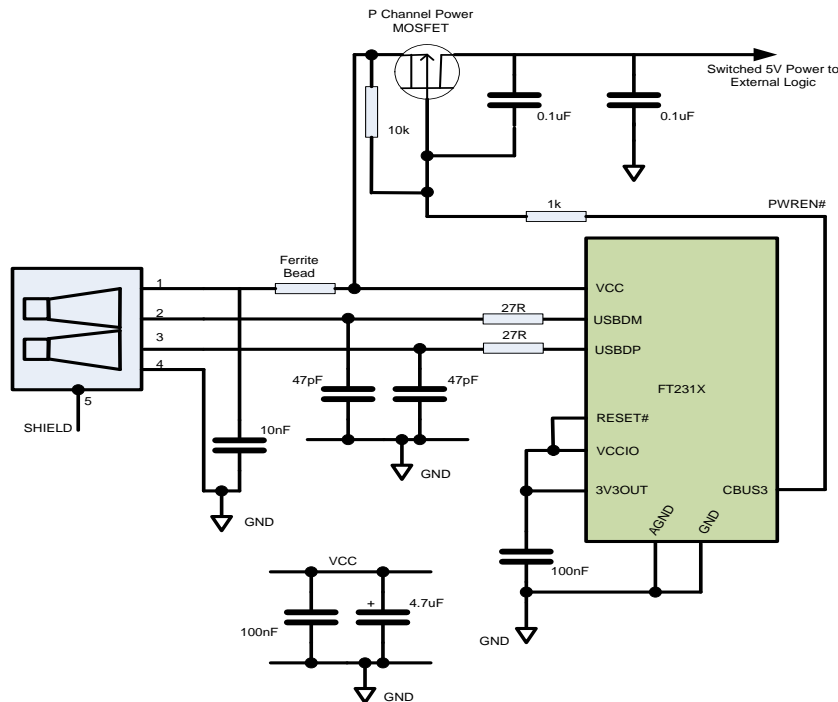 P Channel Power
MOSFET
Switched 5V Power to
External Logic
0.1uF
0.1uF
10k
1k
PWREN#
Ferrite
Bead
1
VCC
27R
2
USBDM
27R
3
USBDP
4
FT231X
47pF
47pF
5
SHIELD
10nF
RESET#
VCCIO
GND
3V3OUT
CBUS3
GND
AGND
GND
VCC
100nF
+
4.7uF
100nF
GND
GND